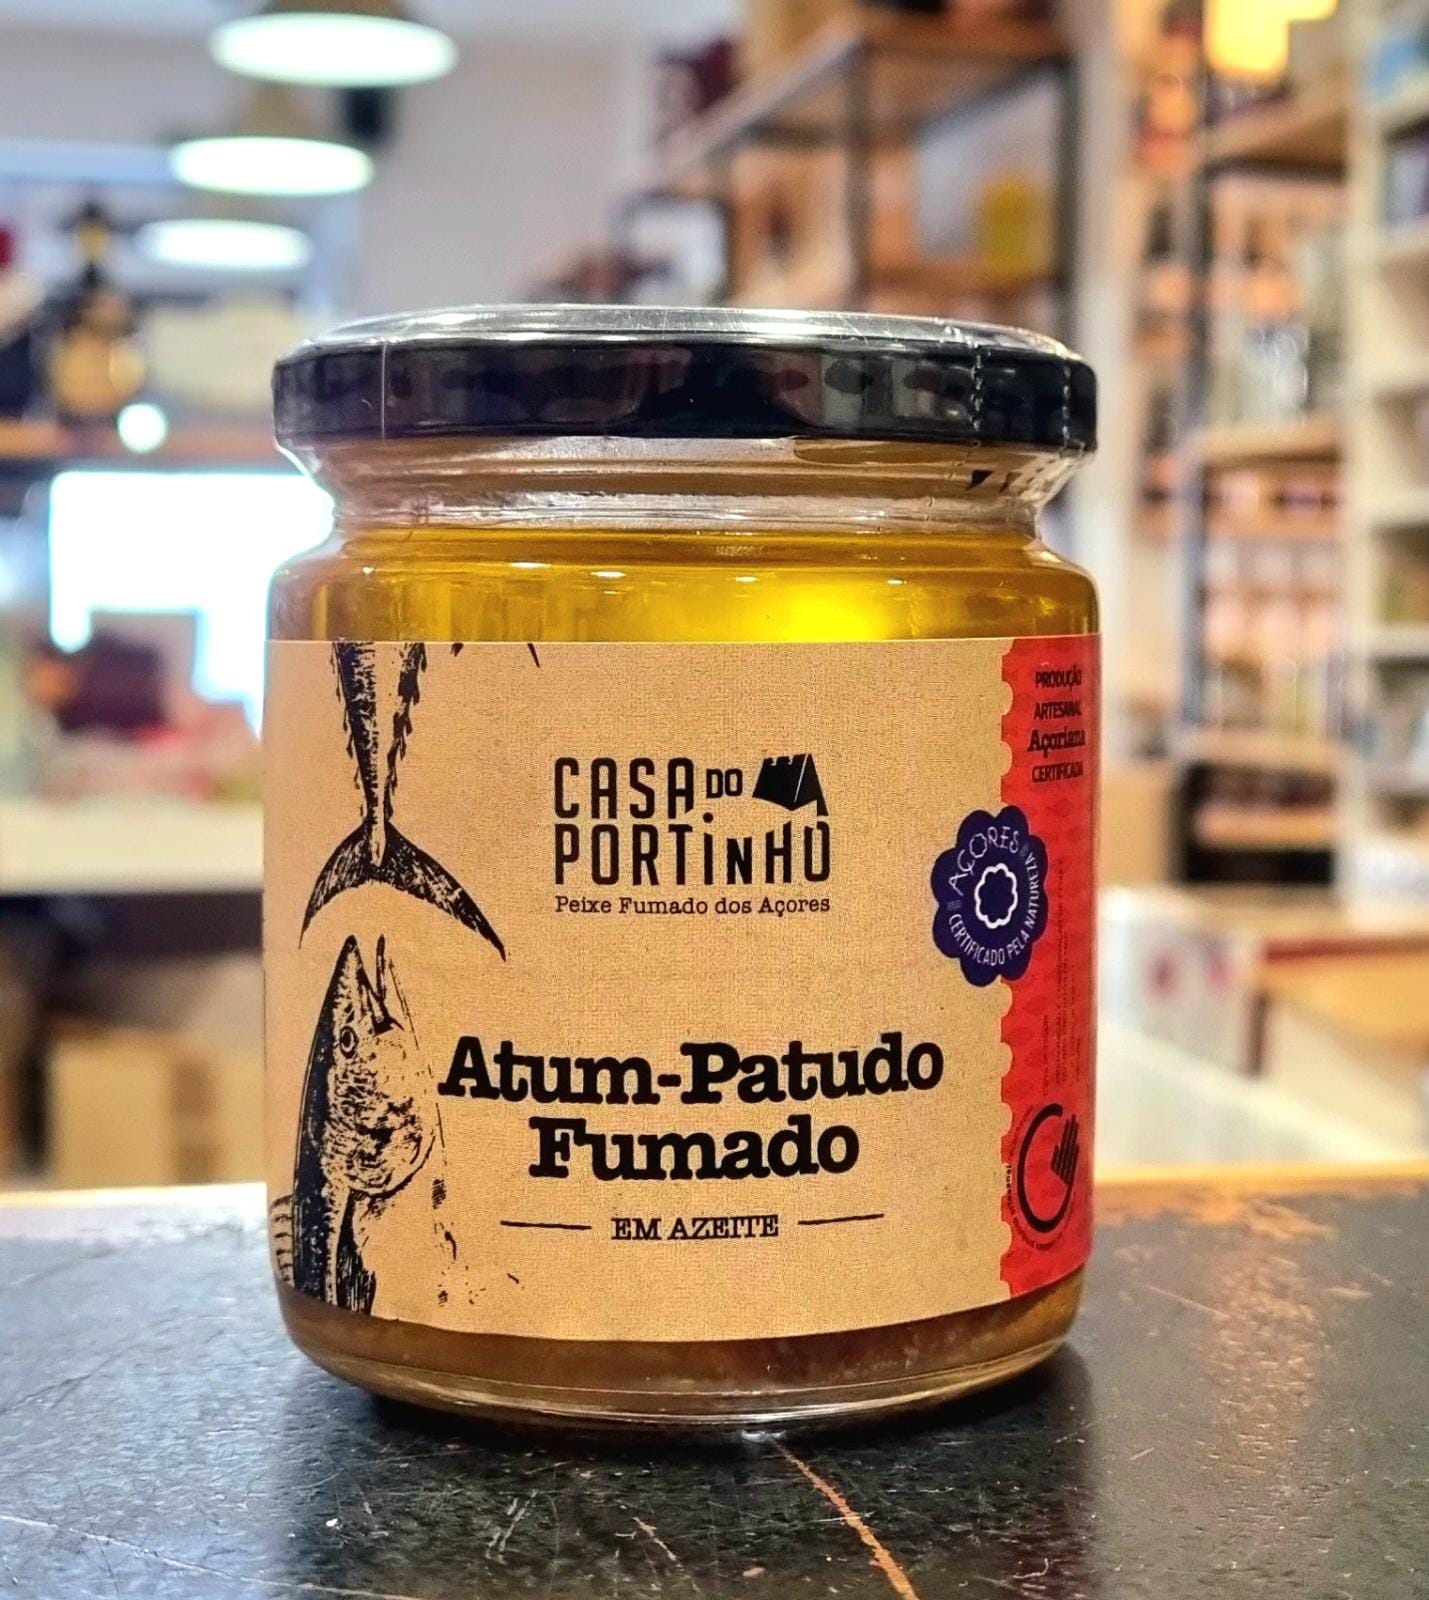 CASA DO
PORTINHO
Peixe Fumado dos Açores
Atum-Patudo
Fumado
EM AZEITE
PRODUÇÃO
ARTESANAL
Açoriana
CERTIFICADA
AÇORES
CERTIFICADO PELA NATUREZA